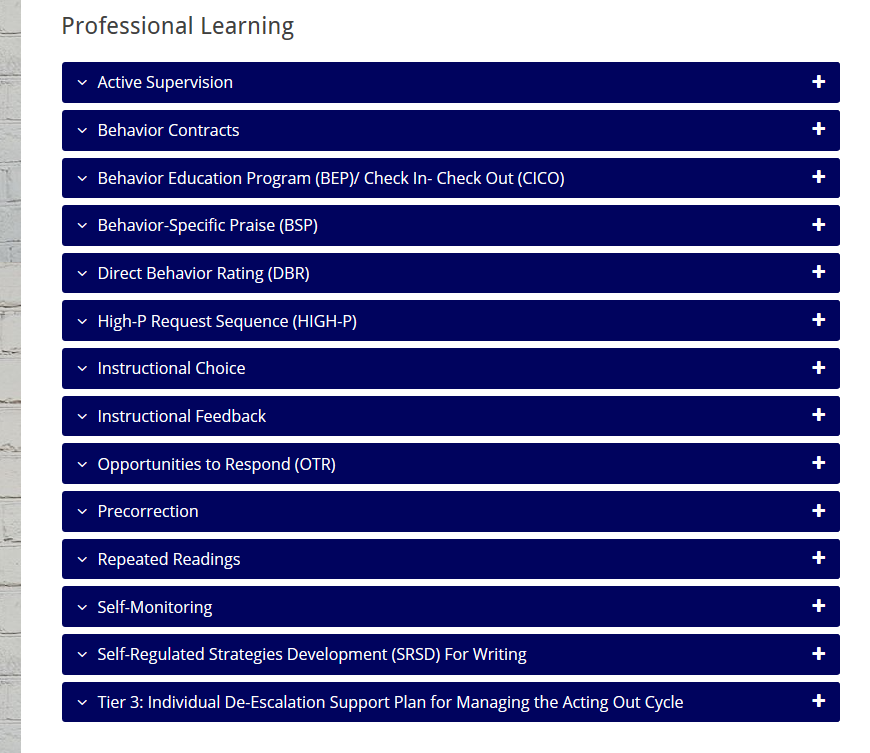 Professional Learning
Active Supervision
Behavior Contracts
Behavior Education Program (BEP)/ Check In- Check Out (CICO)
Behavior-Specific Praise (BSP)
Direct Behavior Rating (DBR)
High-P Request Sequence (HIGH-P)
Instructional Choice
Instructional Feedback
Opportunities to Respond (OTR)
Precorrection
Repeated Readings
Self-Monitoring
Self-Regulated Strategies Development (SRSD) For Writing
Tier 3: Individual De-Escalation Support Plan for Managing the Acting Out Cycle